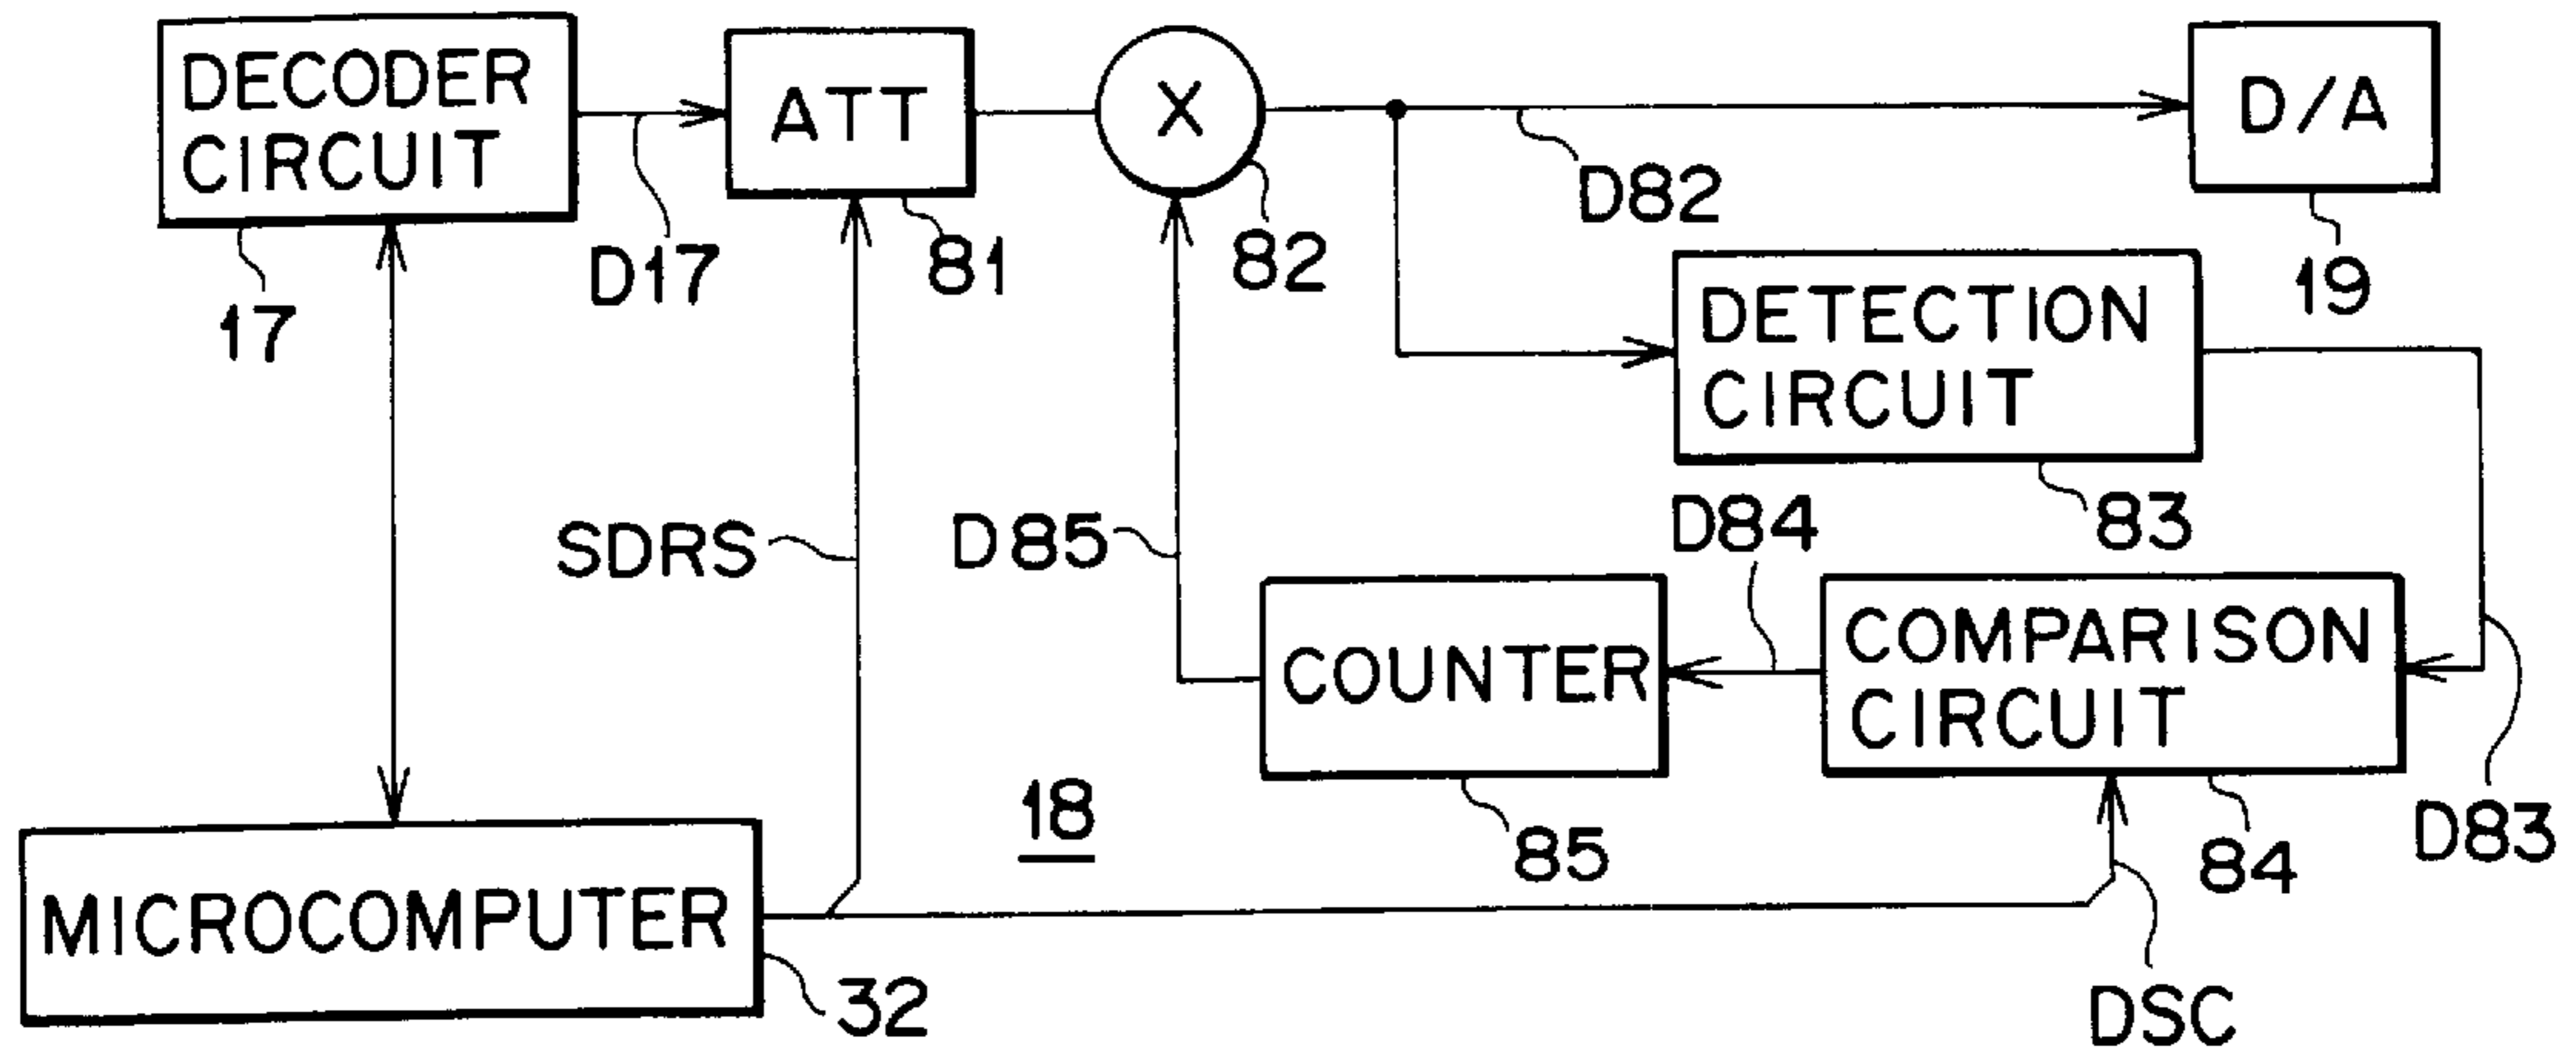 DECODER
CIRCUIT
ATT
X
D/A
D17
81
82
D82
19
17
DETECTION
CIRCUIT
83
SDRS
D85
D84
COUNTER
COMPARISON
CIRCUIT
18
85
84
D83
MICROCOMPUTER
32
DSC